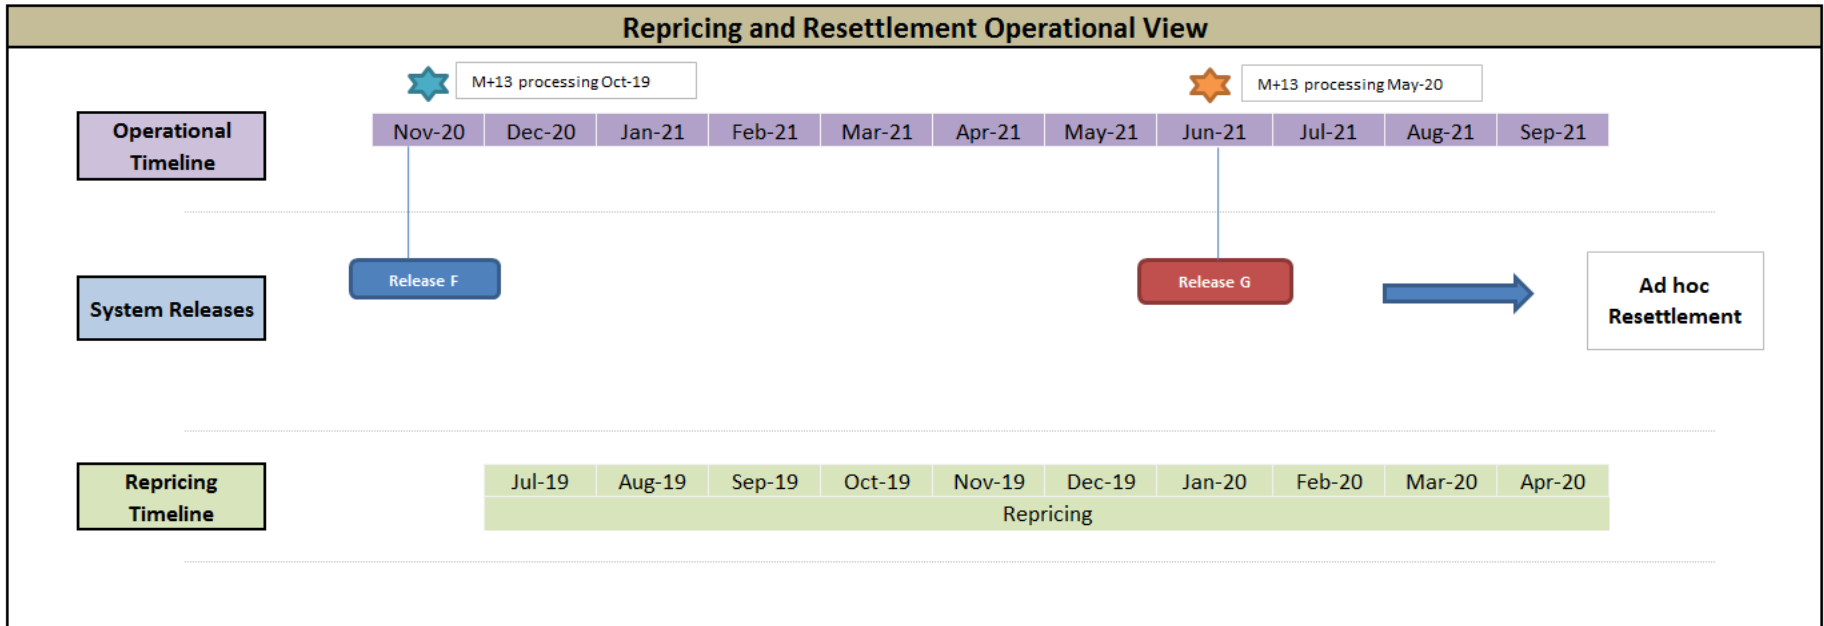 Repricing and Resettlement Operational View
M+13 processing Oct-19
M+13 processing May-20
Operational
Timeline
Nov-20 Dec-20 Jan-21 Feb-21 Mar-21 Apr-21 May-21 Jun-21 Jul-21 Aug-21 Sep-21
Release F
Release G
System Releases
Ad hoc
Resettlement
Repricing
Timeline
Jul-19 Aug-19 Sep-19 Oct-19 Nov-19 Dec-19 Jan-20 Feb-20 Mar-20 Apr-20
Repricing